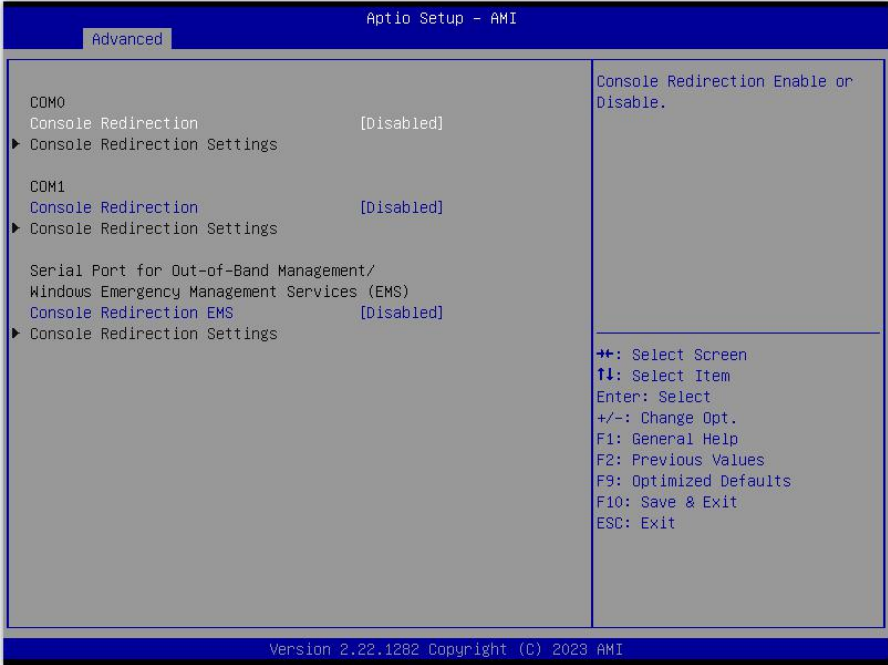 Aptio Setup – AMI
Advanced
COM0
Console Redirection [Disabled]
Console Redirection Settings
COM1
Console Redirection [Disabled]
Console Redirection Settings
Serial Port for Out-of-Band Management/
Windows Emergency Management Services (EMS)
Console Redirection EMS [Disabled]
Console Redirection Settings
Console Redirection Enable or
Disable.
→←: Select Screen
↑↓: Select Item
Enter: Select
+/-: Change Opt.
F1: General Help
F2: Previous Values
F9: Optimized Defaults
F10: Save & Exit
ESC: Exit
Version 2.22.1282 Copyright (C) 2023 AMI